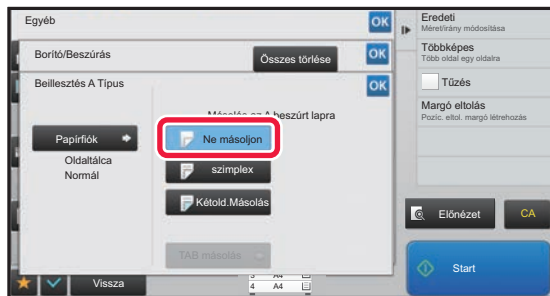 Egyéb
OK
Borító/Beszúrás
Összes törlése
OK
Beillesztés A Típus
OK
Másolás az A beszúrt lapra
Papírfiók
Oldaltálca
Normál
Ne másoljon
szimplex
Kétold.Másolás
TAB másolás
3 A4
4 A4
Vissza
Eredeti
Méret/irány módosítása
Többképes
Több oldal egy oldalra
Tűzés
Margó eltolás
Pozíc. eltol. margó létrehozás
Előnézet
CA
Start